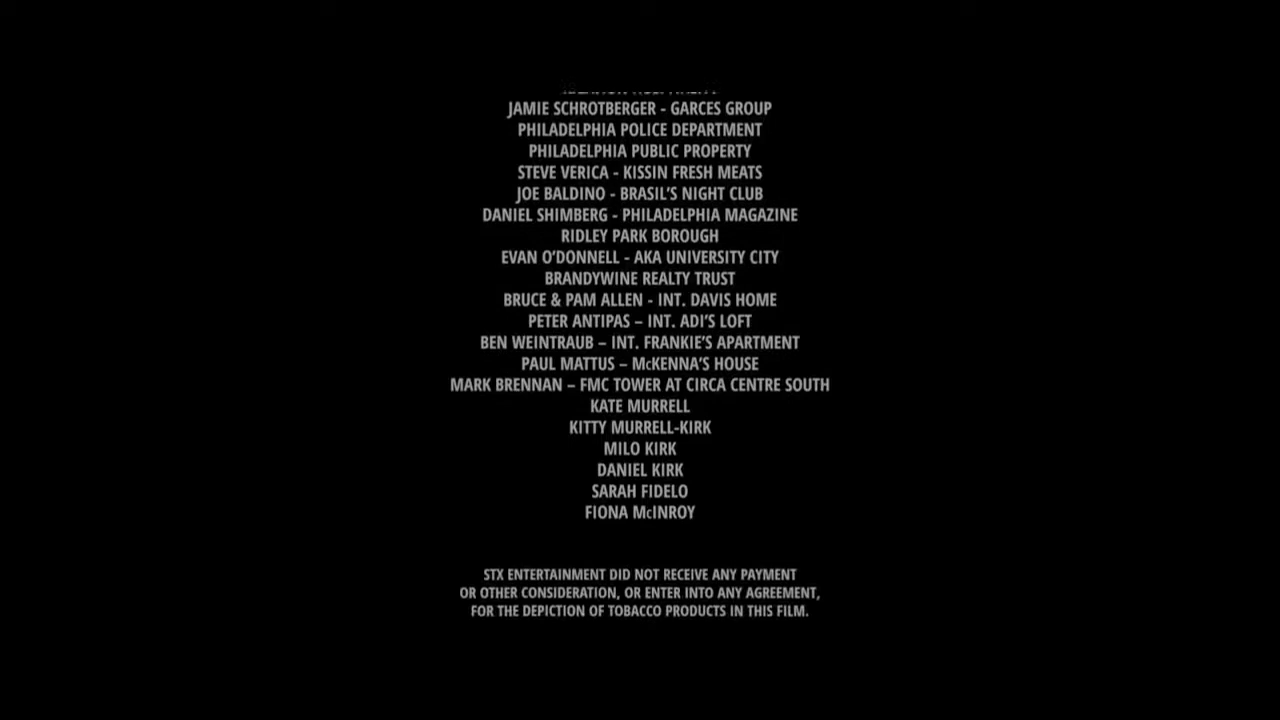 JAMIE SCHROTBERGER - GARCES GROUP
PHILADELPHIA POLICE DEPARTMENT
PHILADELPHIA PUBLIC PROPERTY
STEVE VERICA - KISSIN FRESH MEATS
JOE BALDINO - BRASIL'S NIGHT CLUB
DANIEL SHIMBERG - PHILADELPHIA MAGAZINE
RIDLEY PARK BOROUGH
EVAN O'DONNELL - AKA UNIVERSITY CITY
BRANDYWINE REALTY TRUST
BRUCE & PAM ALLEN - INT. DAVIS HOME
PETER ANTIPAS – INT. ADI'S LOFT
BEN WEINTRAUB – INT. FRANKIE'S APARTMENT
PAUL MATTUS – McKENNA'S HOUSE
MARK BRENNAN – FMC TOWER AT CIRCA CENTRE SOUTH
KATE MURRELL
KITTY MURRELL-KIRK
MILO KIRK
DANIEL KIRK
SARAH FIDELO
FIONA McINROY
STX ENTERTAINMENT DID NOT RECEIVE ANY PAYMENT
OR OTHER CONSIDERATION, OR ENTER INTO ANY AGREEMENT,
FOR THE DEPICTION OF TOBACCO PRODUCTS IN THIS FILM.